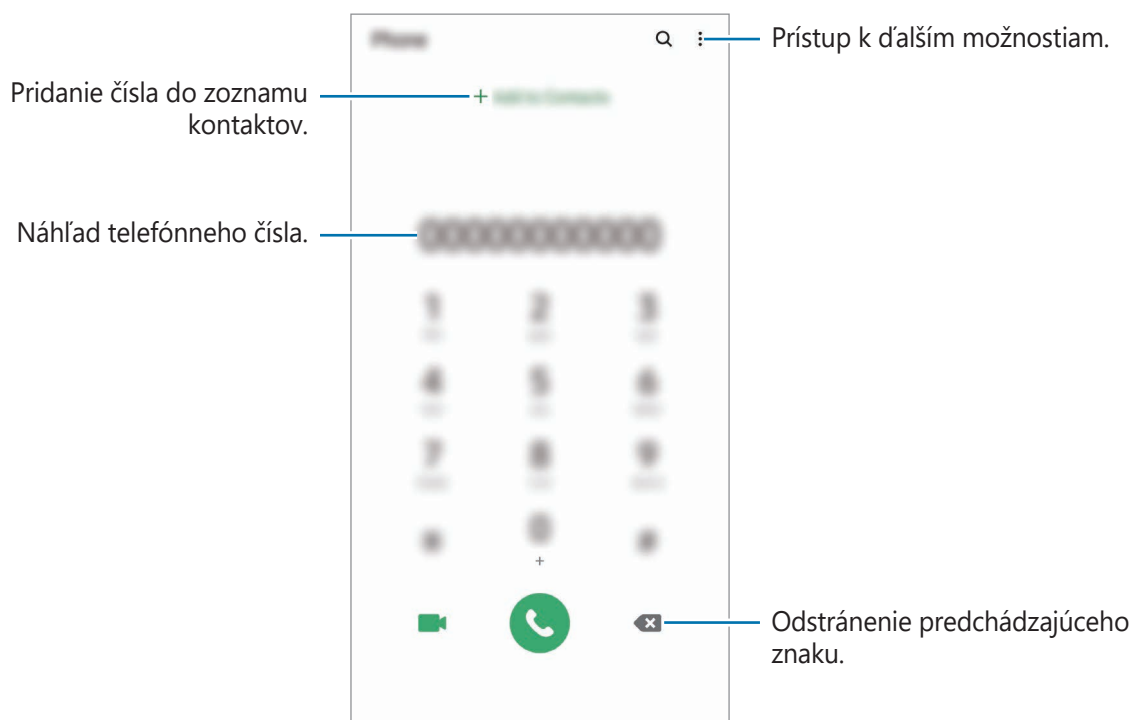 Phone
Prístup k ďalším možnostiam.
Pridanie čísla do zoznamu
kontaktov.
+ Add to Contacts
Náhľad telefónneho čísla.
1 2 3
4 5 6
7 8 9
0 #
+
Odstránenie predchádzajúceho
znaku.